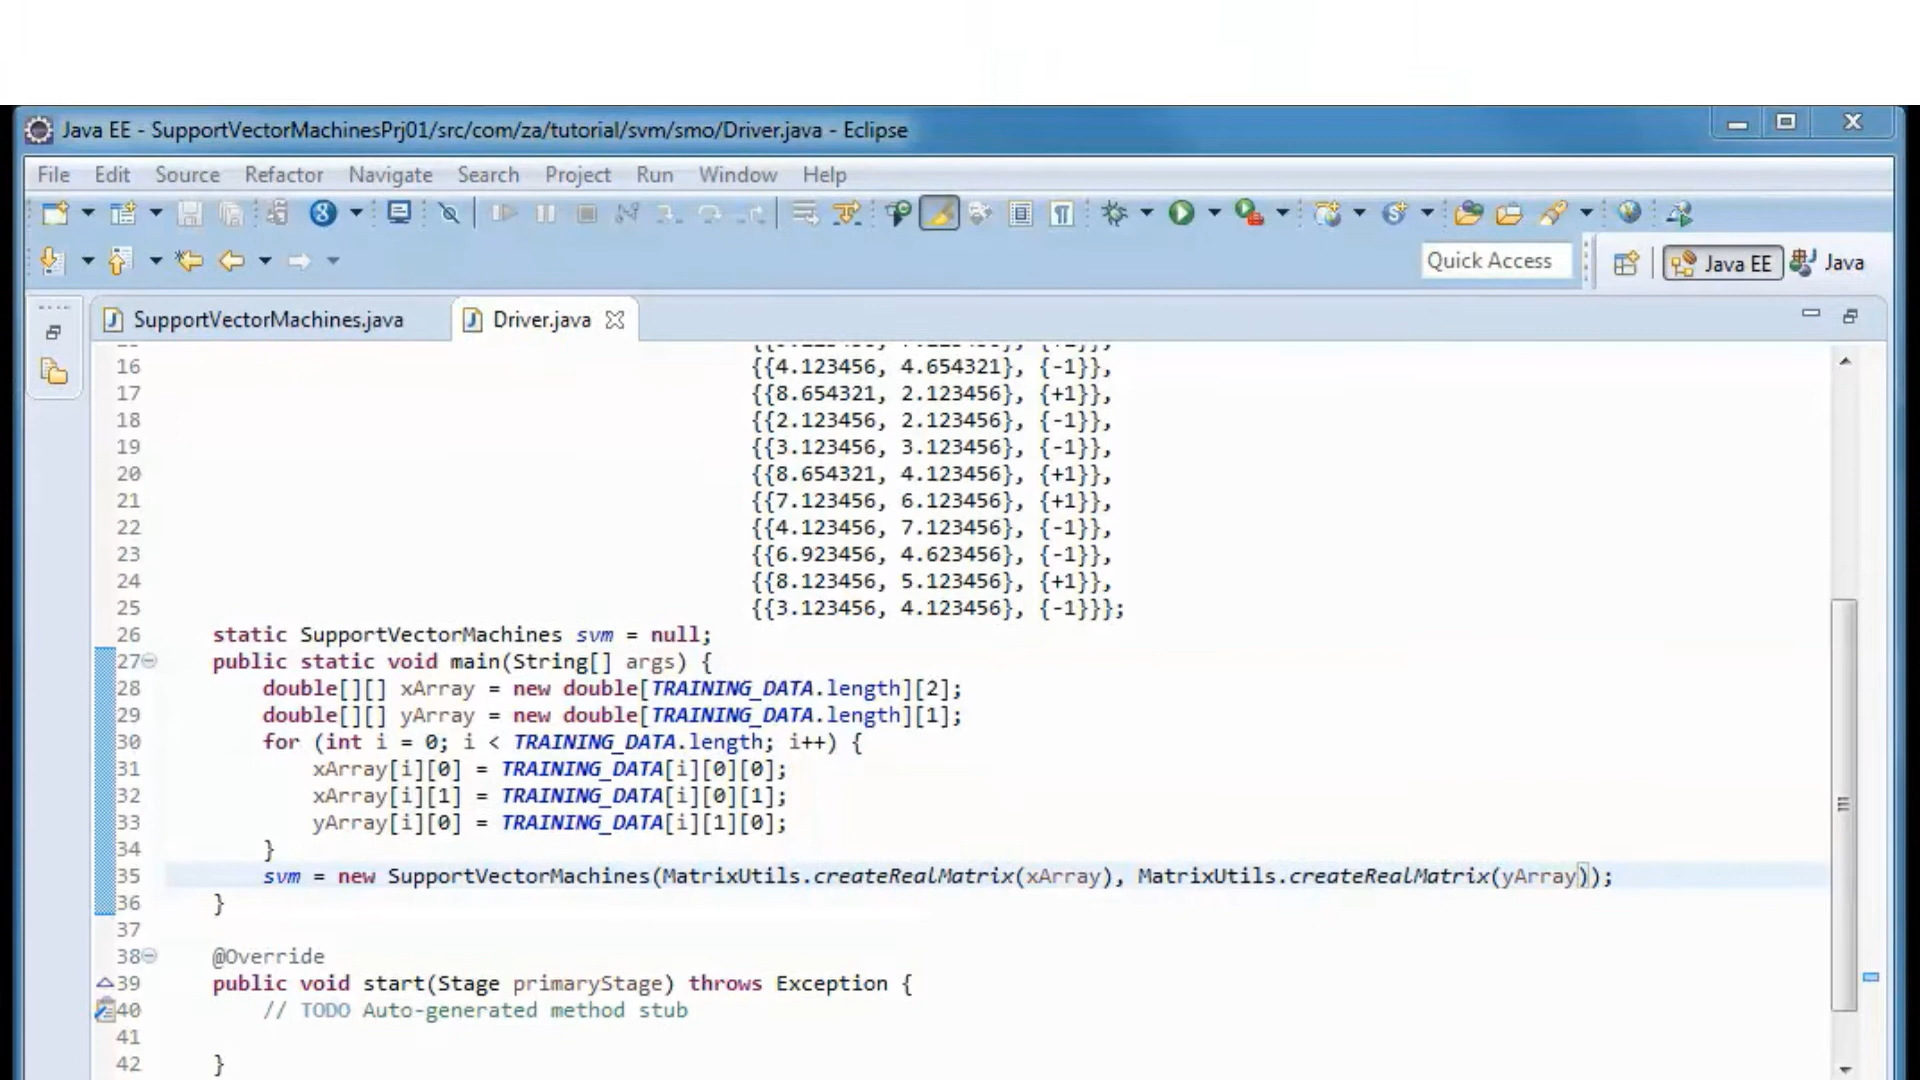 Java EE - SupportVectorMachinesPrj01/src/com/za/tutorial/svm/smo/Driver.java - Eclipse
File Edit Source Refactor Navigate Search Project Run Window Help
Quick Access Java EE Java
SupportVectorMachines.java Driver.java
16 {{4.123456, 4.654321}, {-1}},
17 {{8.654321, 2.123456}, {+1}},
18 {{2.123456, 2.123456}, {-1}},
19 {{3.123456, 3.123456}, {-1}},
20 {{8.654321, 4.123456}, {+1}},
21 {{7.123456, 6.123456}, {+1}},
22 {{4.123456, 7.123456}, {-1}},
23 {{6.923456, 4.623456}, {-1}},
24 {{8.123456, 5.123456}, {+1}},
25 {{3.123456, 4.123456}, {-1}}};
26 static SupportVectorMachines svm = null;
27 public static void main(String[] args) {
28 double[][] xArray = new double[TRAINING_DATA.length][2];
29 double[][] yArray = new double[TRAINING_DATA.length][1];
30 for (int i = 0; i < TRAINING_DATA.length; i++) {
31 xArray[i][0] = TRAINING_DATA[i][0][0];
32 xArray[i][1] = TRAINING_DATA[i][0][1];
33 yArray[i][0] = TRAINING_DATA[i][1][0];
34 }
35 svm = new SupportVectorMachines(MatrixUtils.createRealMatrix(xArray), MatrixUtils.createRealMatrix(yArray));
36 }
37
38 @Override
39 public void start(Stage primaryStage) throws Exception {
40 // TODO Auto-generated method stub
41
42 }